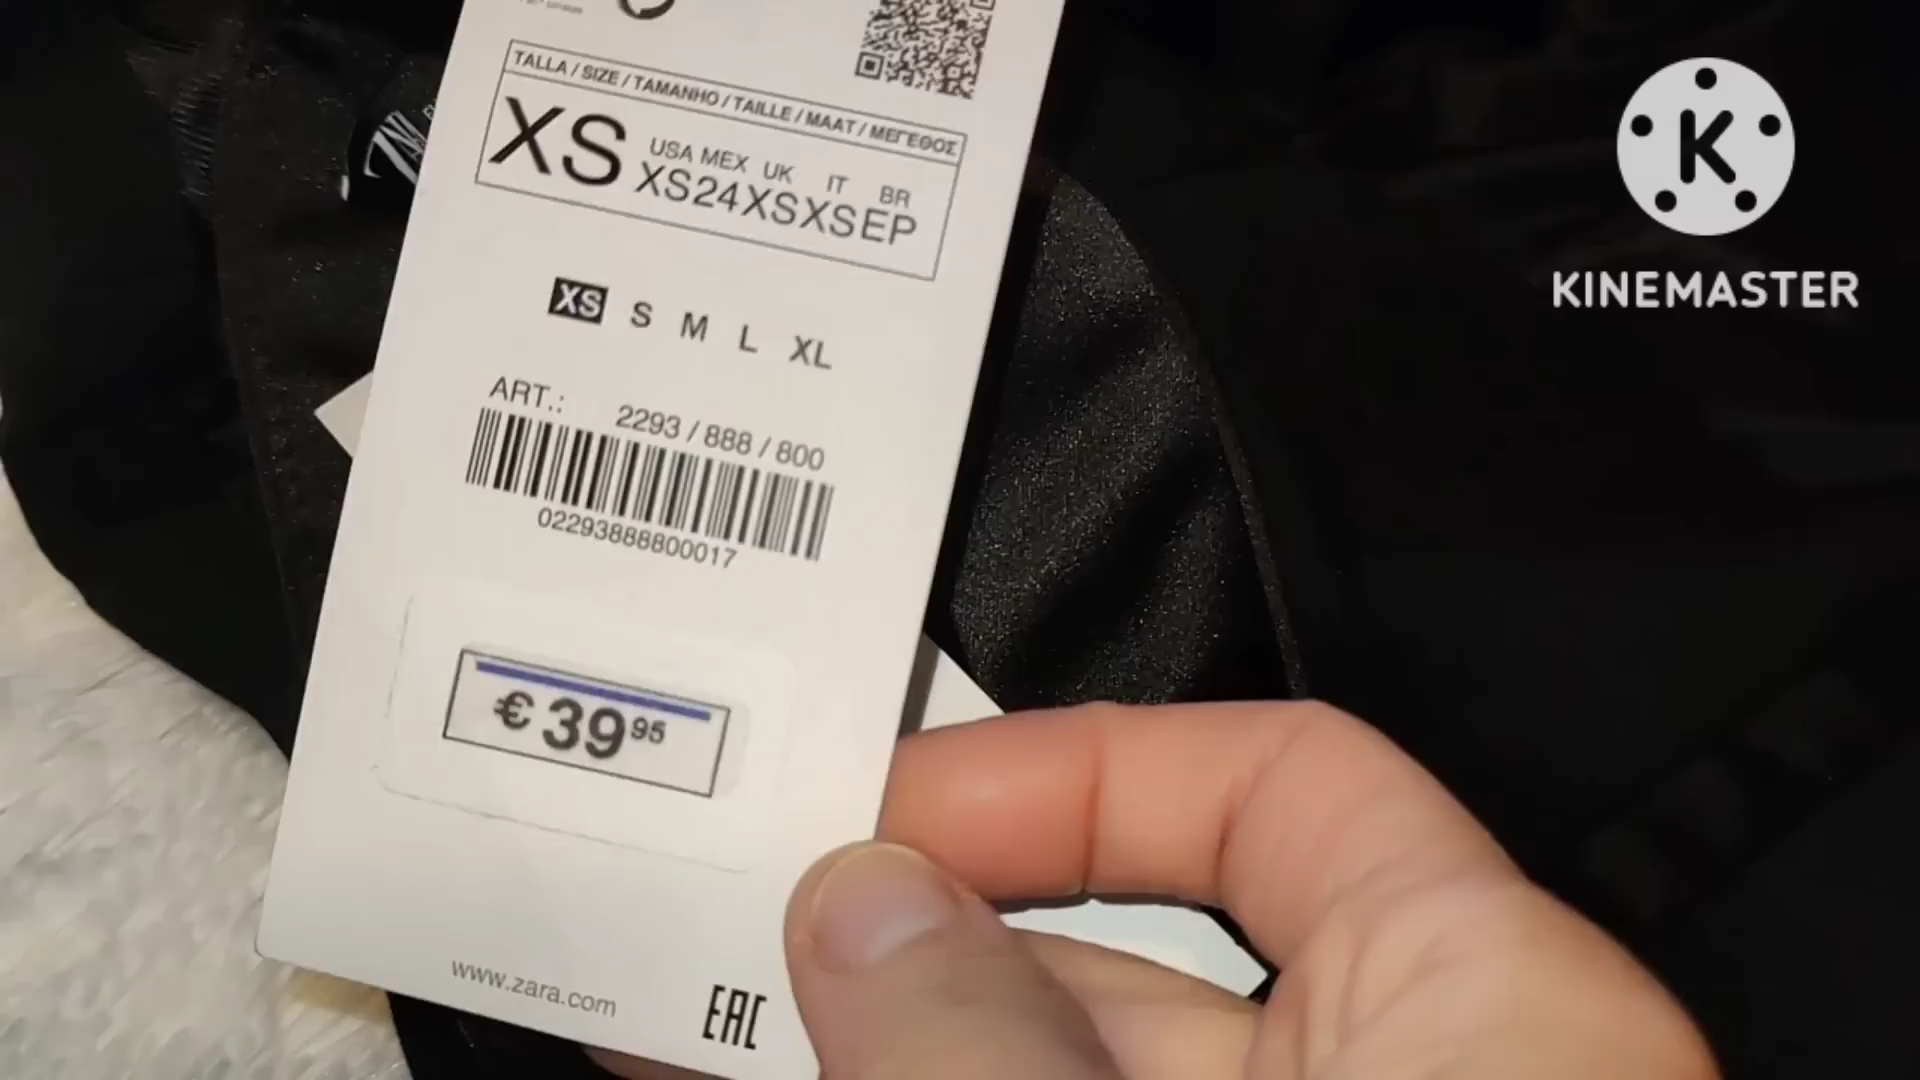 TALLA / SIZE / TAMANHO / TAILLE / MAAT / ΜΕΓΕΘΟΣ
XS
USA MEX UK IT BR
XS 24 XS XS EP
XS S M L XL
ART.: 2293 / 888 / 800
02293888800017
€ 39 95
www.zara.com
EAC
K
KINEMASTER